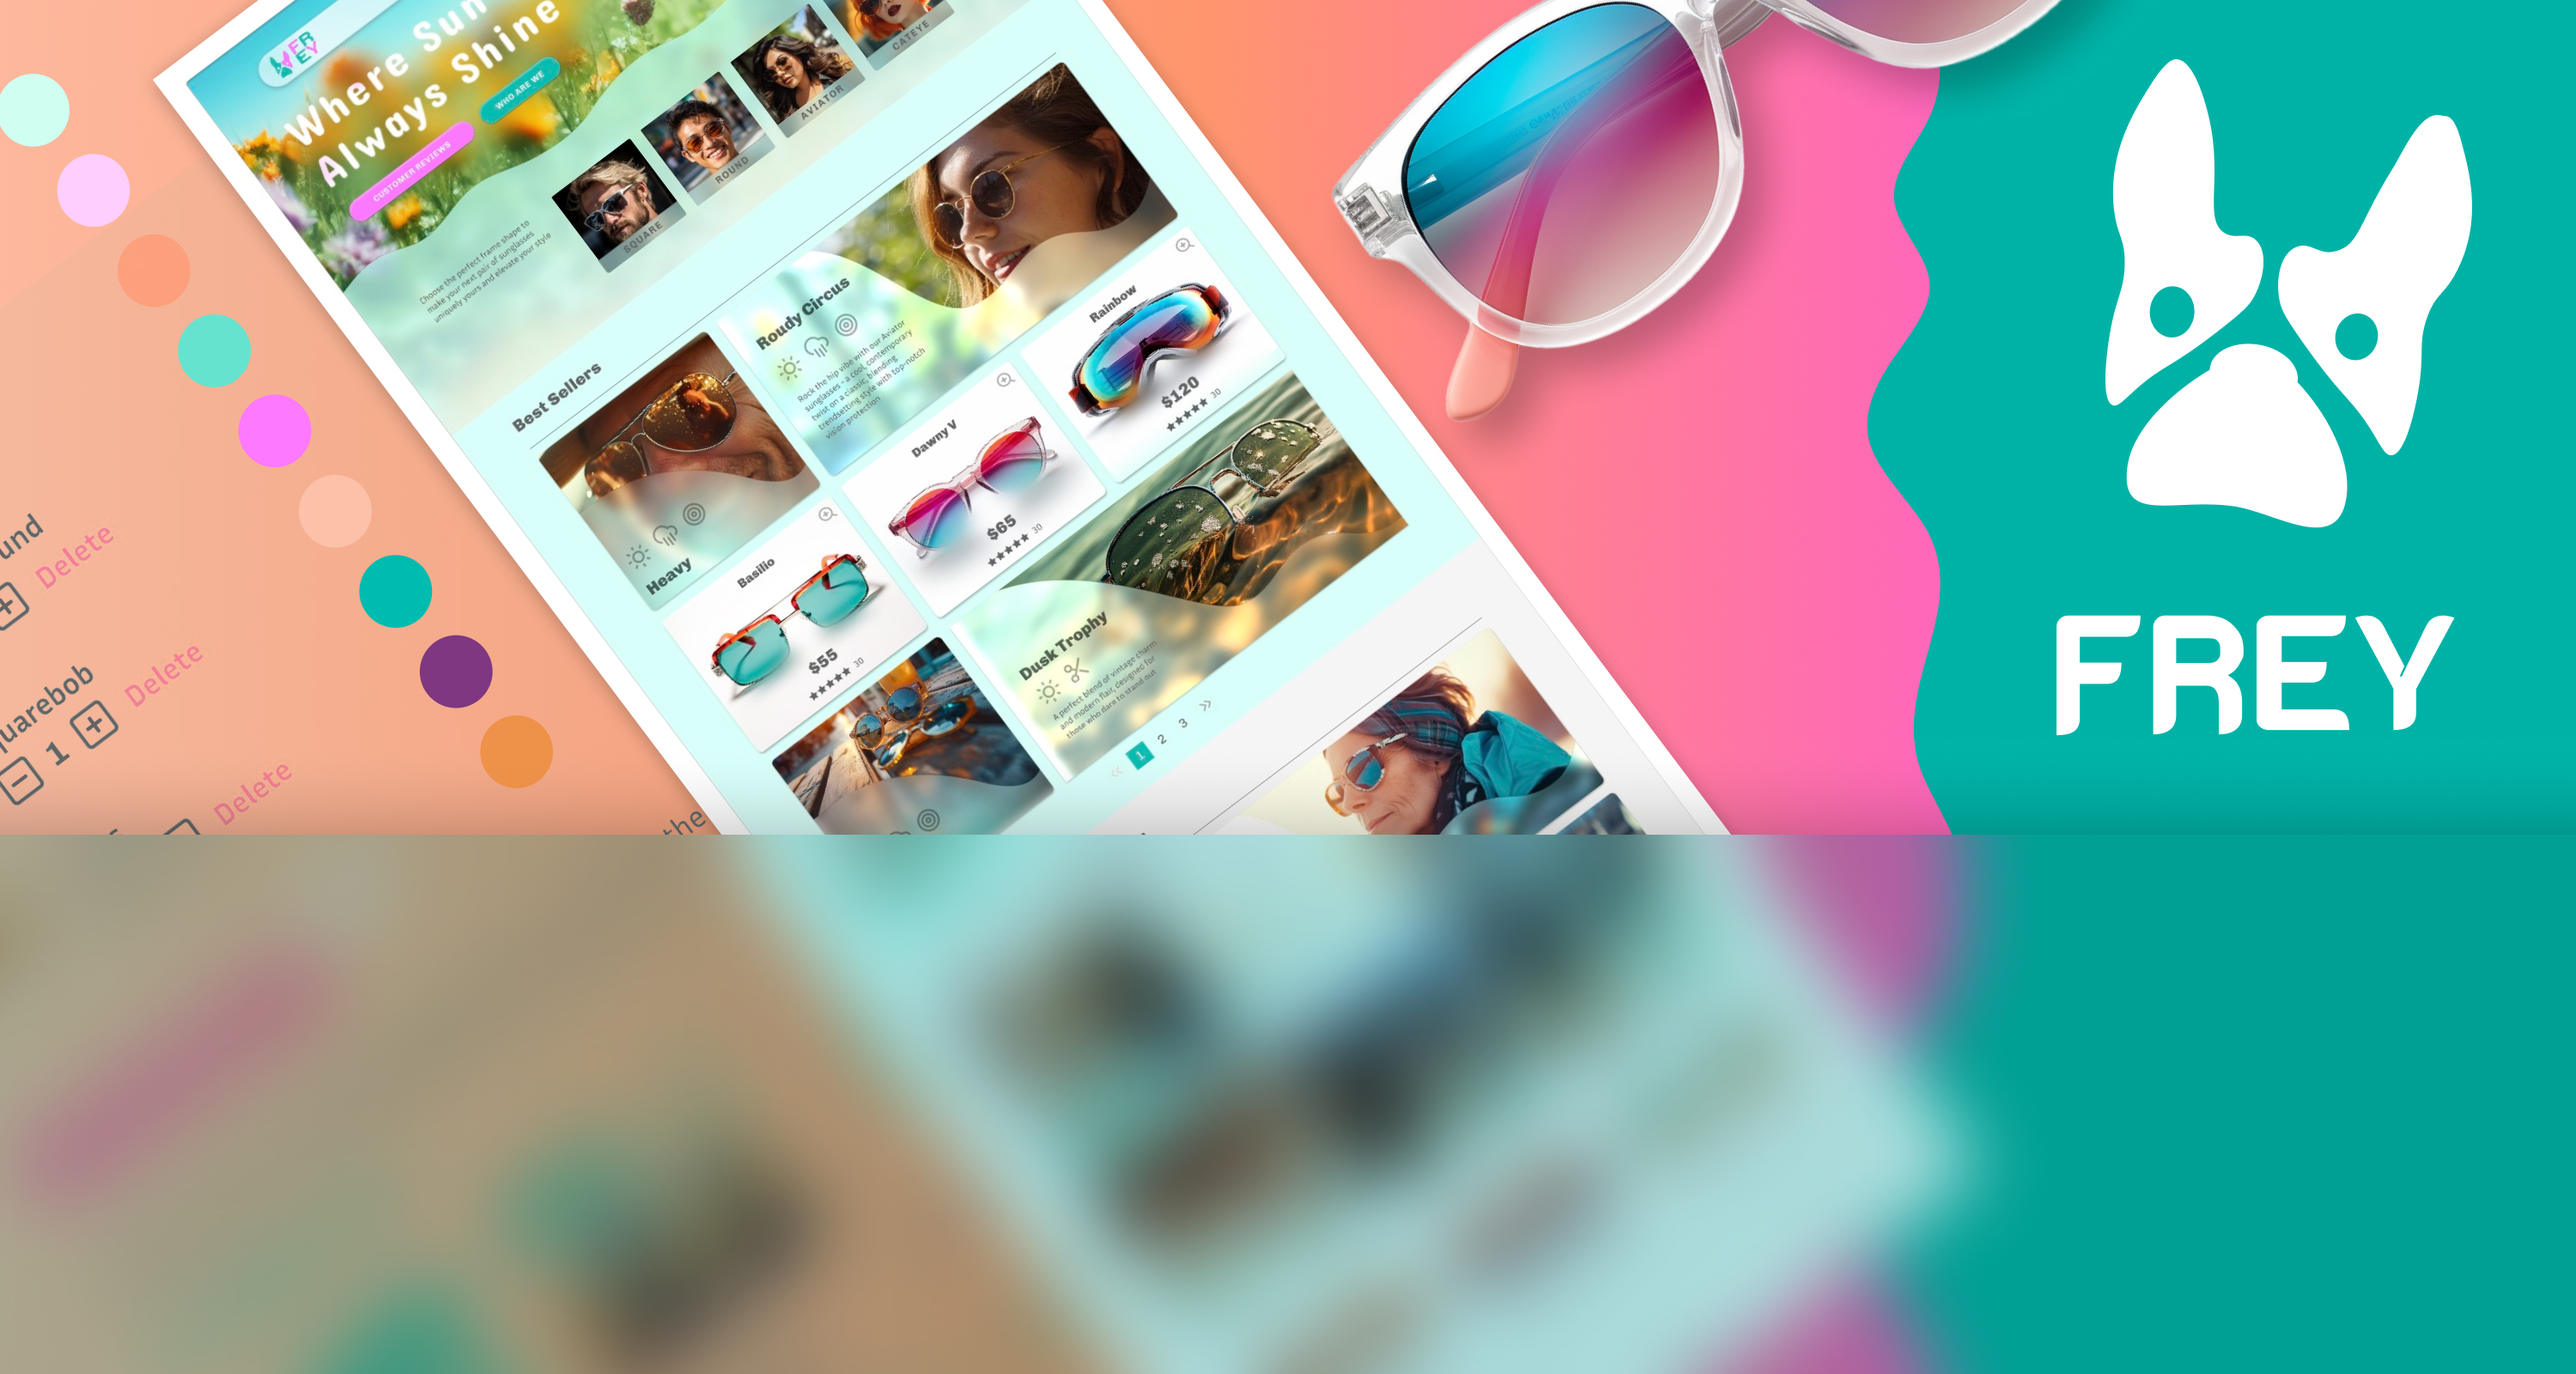 FR
EY
Where Sun
Always Shine
CUSTOMER REVIEWS
WHO ARE WE
Choose the perfect frame shape to
make your next pair of sunglasses
uniquely yours and elevate your style
SQUARE
ROUND
AVIATOR
CATEYE
Best Sellers
Heavy
Roudy Circus
Rock the hip vibe with our Aviator
sunglasses - a cool, contemporary
twist on a classic, blending
trendsetting style with top-notch
vision protection
Basilio
$55
★★★★★ 30
Dawny V
$65
★★★★★ 30
Rainbow
$120
★★★★★ 30
Dusk Trophy
A perfect blend of vintage charm
and modern flair, designed for
those who dare to stand out
« 1 2 3 »
und
+ Delete
quarebob
− 1 + Delete
Delete
the
FREY